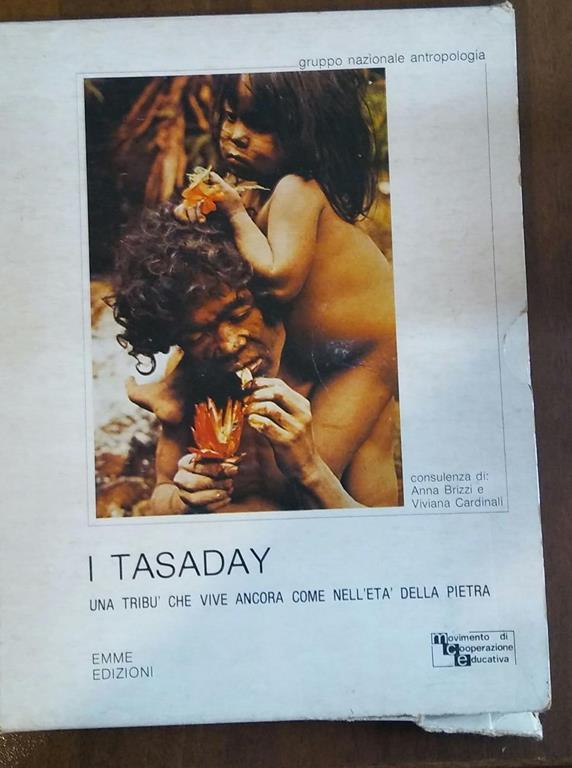 gruppo nazionale antropologia
consulenza di:
Anna Brizzi e
Viviana Cardinali
I TASADAY
UNA TRIBU' CHE VIVE ANCORA COME NELL'ETA' DELLA PIETRA
EMME
EDIZIONI
movimento di
cooperazione
educativa